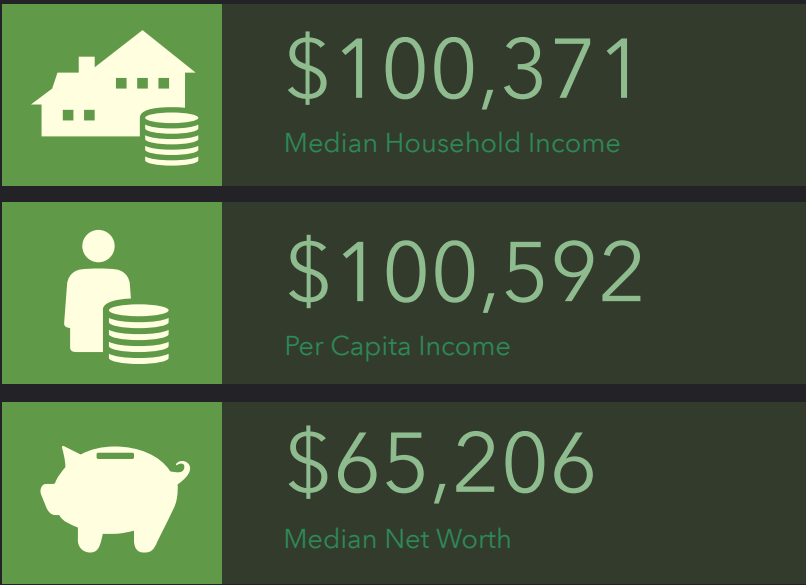 $100,371
Median Household Income
$100,592
Per Capita Income
$65,206
Median Net Worth